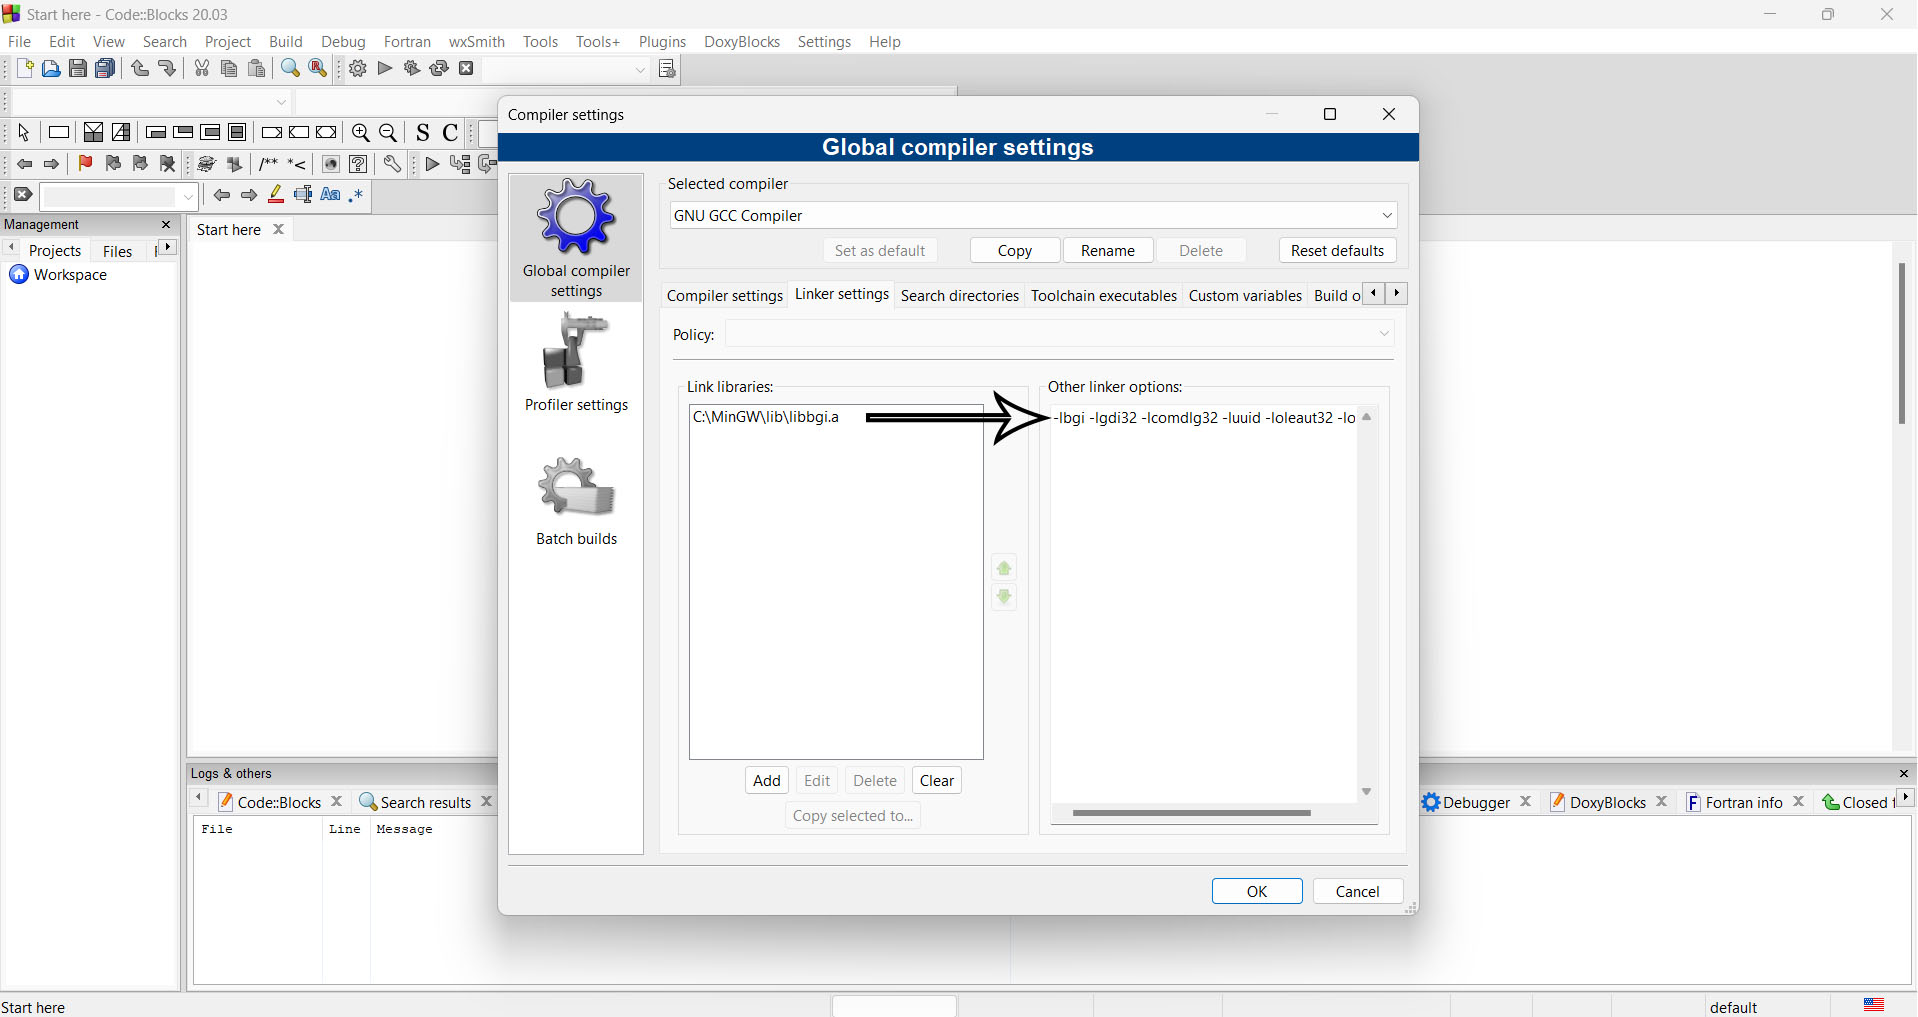 Start here - Code::Blocks 20.03
File Edit View Search Project Build Debug Fortran wxSmith Tools Tools+ Plugins DoxyBlocks Settings Help
S C
/** *<
Aa .*
Management
Projects Files
Workspace
Start here
Compiler settings
Global compiler settings
Global compiler
settings
Profiler settings
Batch builds
Selected compiler
GNU GCC Compiler
Set as default Copy Rename Delete Reset defaults
Compiler settings Linker settings Search directories Toolchain executables Custom variables Build o
Policy:
Link libraries:
C:\MinGW\lib\libbgi.a
Other linker options:
-lbgi -lgdi32 -lcomdlg32 -luuid -loleaut32 -lo
Add Edit Delete Clear
Copy selected to...
OK Cancel
Logs & others
Code::Blocks Search results Debugger DoxyBlocks Fortran info Closed
File Line Message
Start here default